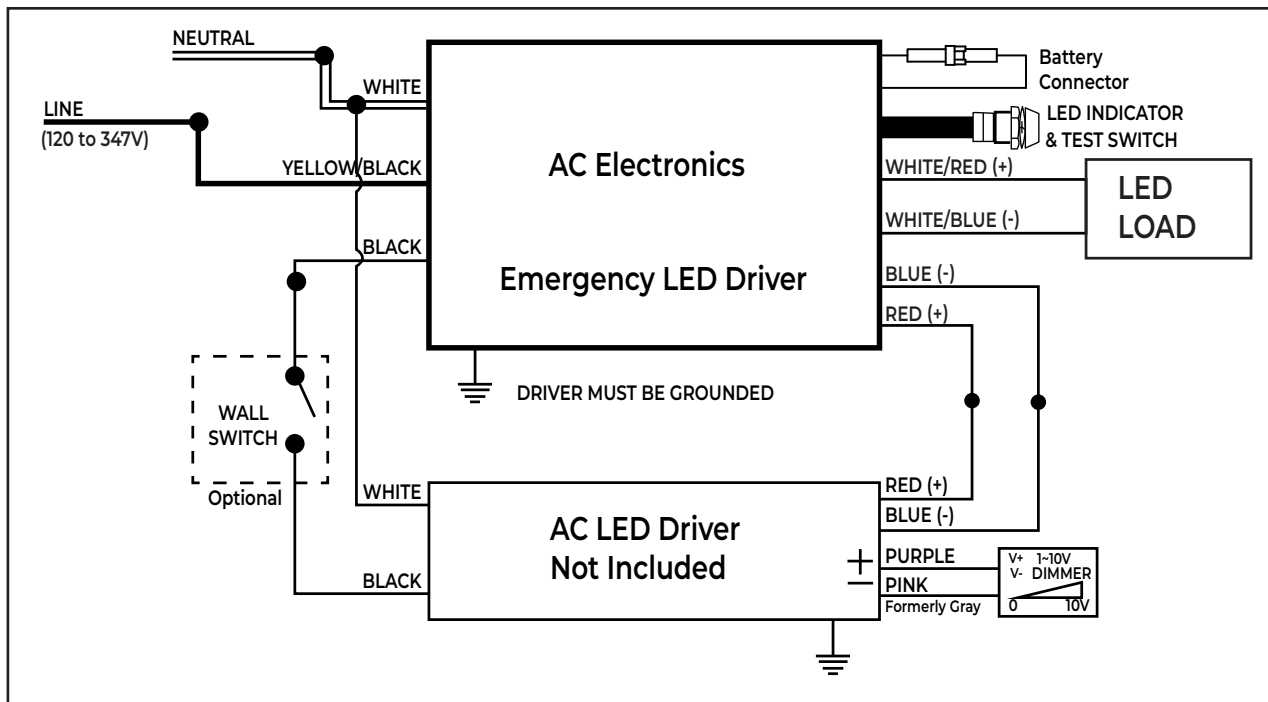 NEUTRAL
WHITE
LINE
(120 to 347V)
YELLOW/BLACK
BLACK
AC Electronics
Emergency LED Driver
Battery
Connector
LED INDICATOR
& TEST SWITCH
WHITE/RED (+)
WHITE/BLUE (-)
LED
LOAD
BLUE (-)
RED (+)
DRIVER MUST BE GROUNDED
WALL
SWITCH
Optional
WHITE
BLACK
AC LED Driver
Not Included
RED (+)
BLUE (-)
+ PURPLE
− PINK
Formerly Gray
V+ 1~10V
V- DIMMER
0 10V